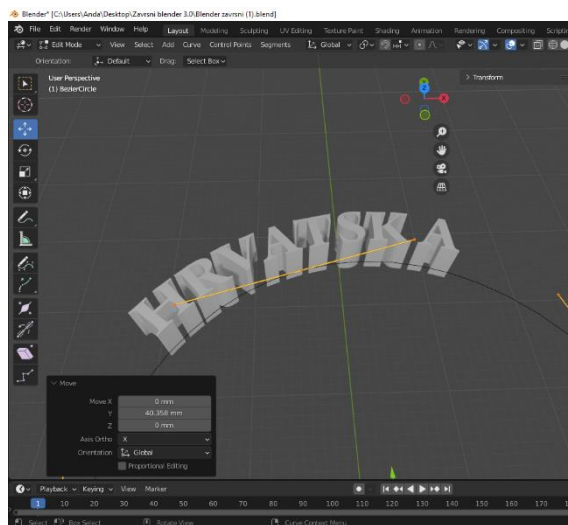 Blender* [C:\Users\Anda\Desktop\Zavrsni blender 3.0\Blender zavrsni (1).blend]
File Edit Render Window Help Layout Modeling Sculpting UV Editing Texture Paint Shading Animation Rendering Compositing Scripting
Edit Mode View Select Add Curve Control Points Segments Global
Orientation: Default Drag: Select Box
User Perspective
(1) BezierCircle
Transform
X
Z
HRVATSKA
Move
Move X 0 mm
Y 40.358 mm
Z 0 mm
Axis Ortho X
Orientation Global
Proportional Editing
Playback Keying View Marker
1 10 20 30 40 50 60 70 80 90 100 110 120 130 140 150 160 170
Select Box Select Rotate View Curve Context Menu